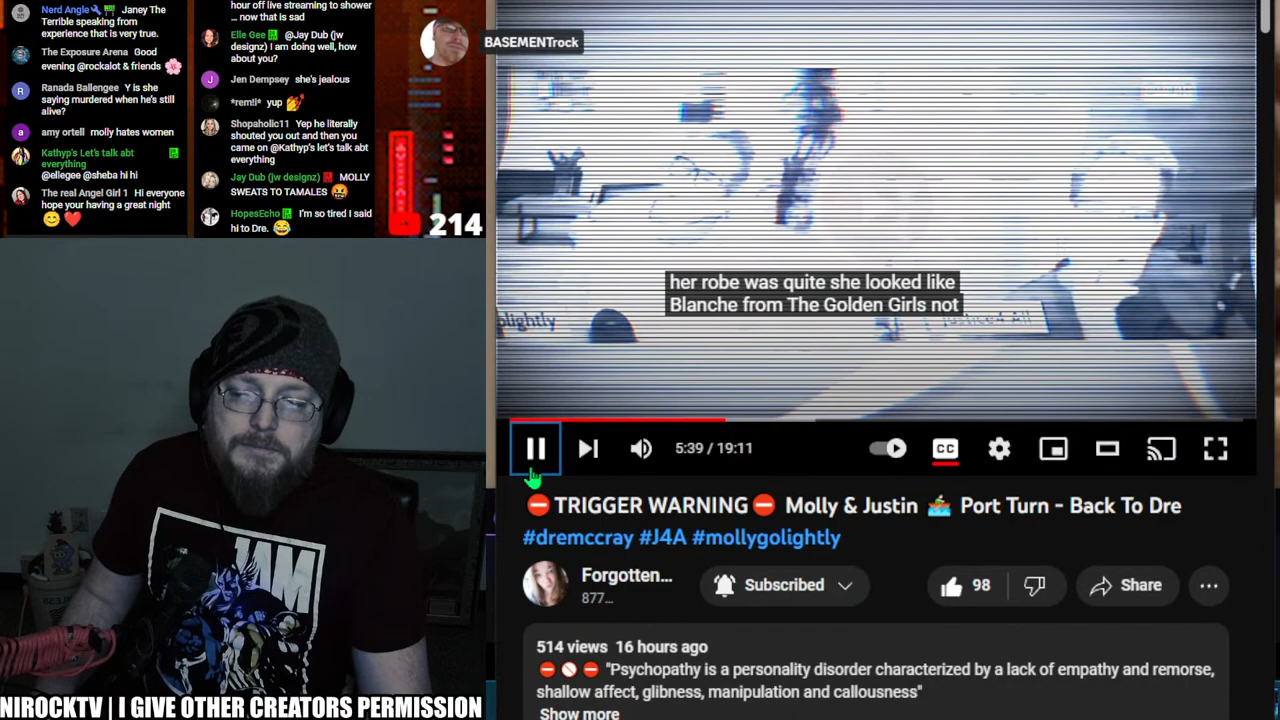 Nerd Angle Janey The
Terrible speaking from
experience that is very true.
The Exposure Arena Good
evening @rockalot & friends
Ranada Ballengee Y is she
saying murdered when he's still
alive?
amy ortell molly hates women
Kathyp's Let's talk abt
everything
@ellegee @sheba hi hi
The real Angel Girl 1 Hi everyone
hope your having a great night
hour off live streaming to shower
... now that is sad
Elle Gee @Jay Dub (jw
designz) I am doing well, how
about you?
Jen Dempsey she's jealous
*rem!i* yup
Shopaholic11 Yep he literally
shouted you out and then you
came on @Kathyp's let's talk abt
everything
Jay Dub (jw designz) MOLLY
SWEATS TO TAMALES
HopesEcho I'm so tired I said
hi to Dre.
214
BASEMENTrock
her robe was quite she looked like
Blanche from The Golden Girls not
olightly
Justice4 All
5:39 / 19:11
CC
⛔TRIGGER WARNING⛔ Molly & Justin 🚣 Port Turn - Back To Dre
#dremccray #J4A #mollygolightly
Forgotten...
877...
Subscribed
98
Share
514 views 16 hours ago
⛔🚫⛔ "Psychopathy is a personality disorder characterized by a lack of empathy and remorse,
shallow affect, glibness, manipulation and callousness"
Show more
JAM
NIROCKTV | I GIVE OTHER CREATORS PERMISSION